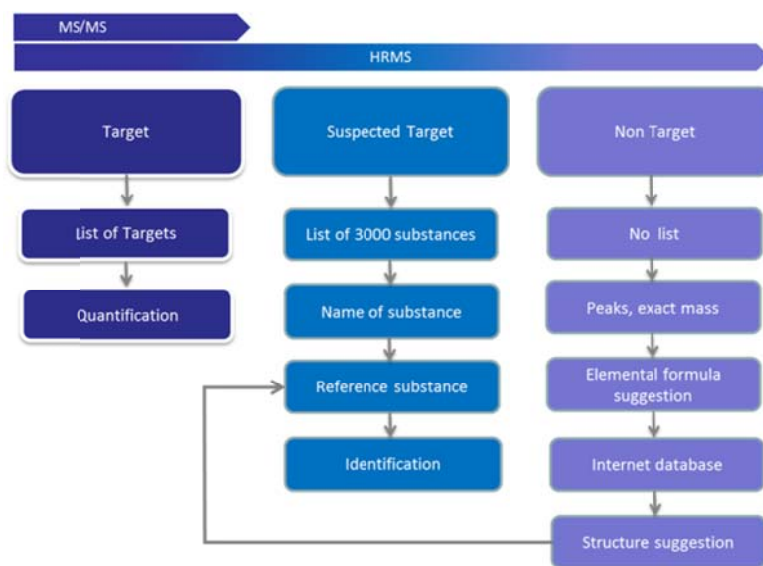 MS/MS
HRMS
Target
List of Targets
Quantification
Suspected Target
List of 3000 substances
Name of substance
Reference substance
Identification
Non Target
No list
Peaks, exact mass
Elemental formula
suggestion
Internet database
Structure suggestion